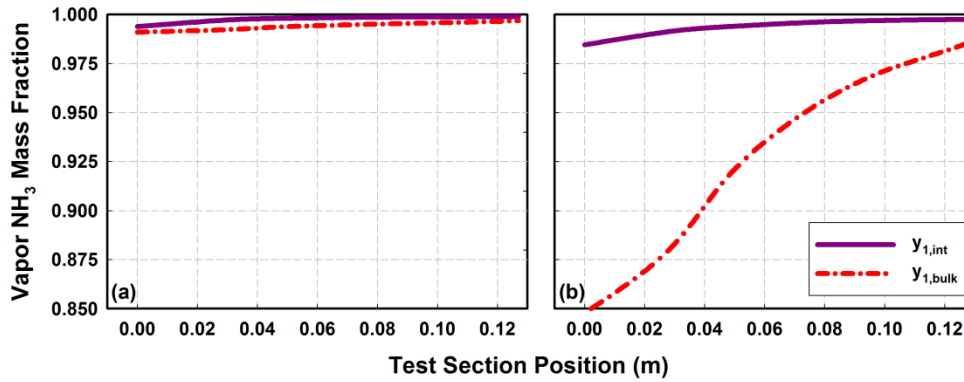 Vapor NH3 Mass Fraction
1.000
0.975
0.950
0.925
0.900
0.875
0.850
(a)
0.00 0.02 0.04 0.06 0.08 0.10 0.12
(b)
y1,int
y1,bulk
0.00 0.02 0.04 0.06 0.08 0.10 0.12
Test Section Position (m)